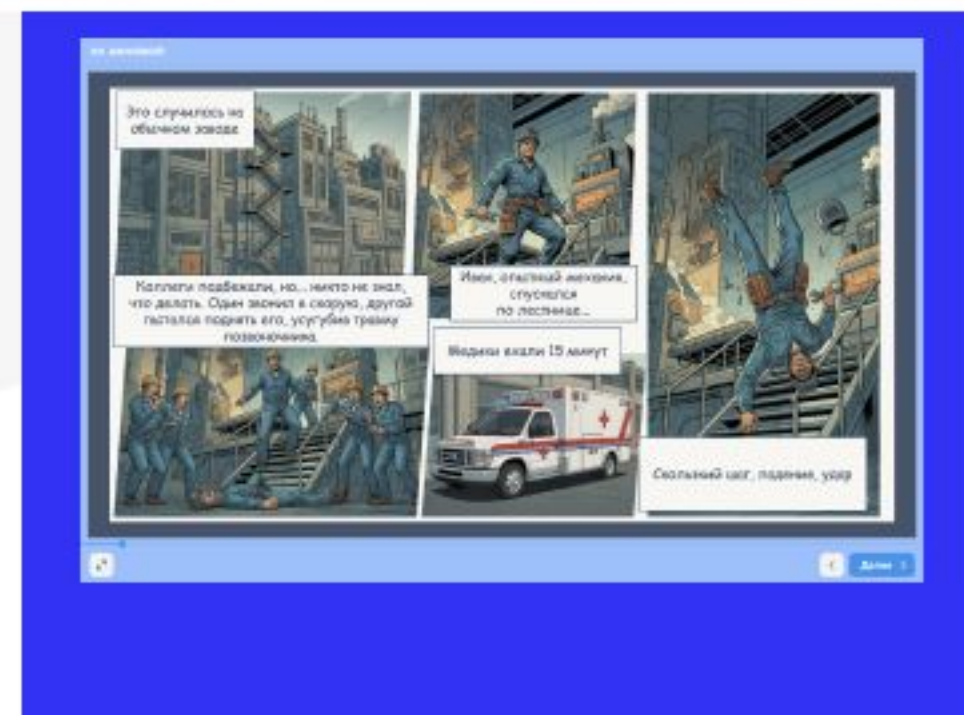 Это случилось на
обычном заводе
Иван, опытный механик,
спускался
по лестнице...
Скользкий шаг, падение, удар
Коллеги подбежали, но... никто не знал,
что делать. Один звонил в скорую, другой
пытался поднять его, усугубив травму
позвоночника.
Медики ехали 15 минут
Далее